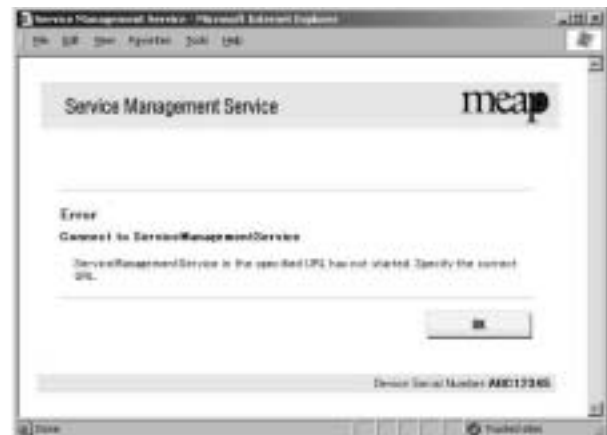 Service Management Service - Microsoft Internet Explorer
File Edit View Favorites Tools Help
Service Management Service
meap
Error
Connect to ServiceManagementService
ServiceManagementService in the specified URL has not started. Specify the correct
URL.
OK
Device Serial Number ABC12345
Done
Trusted sites